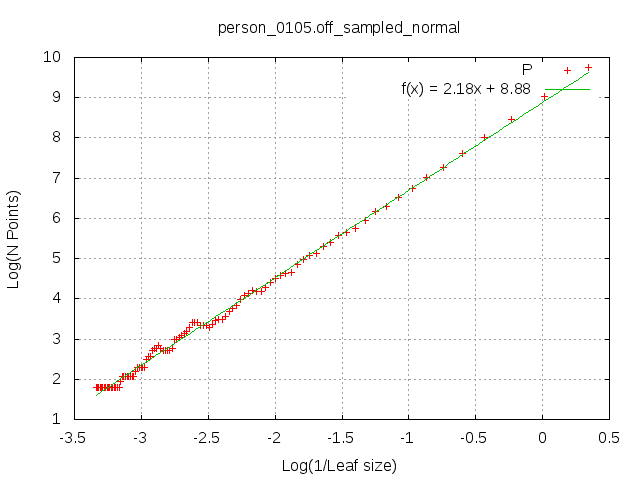 person_0105.off_sampled_normal
10
9
8
7
6
5
4
3
2
1
Log(N Points)
P
f(x) = 2.18x + 8.88
-3.5 -3 -2.5 -2 -1.5 -1 -0.5 0 0.5
Log(1/Leaf size)